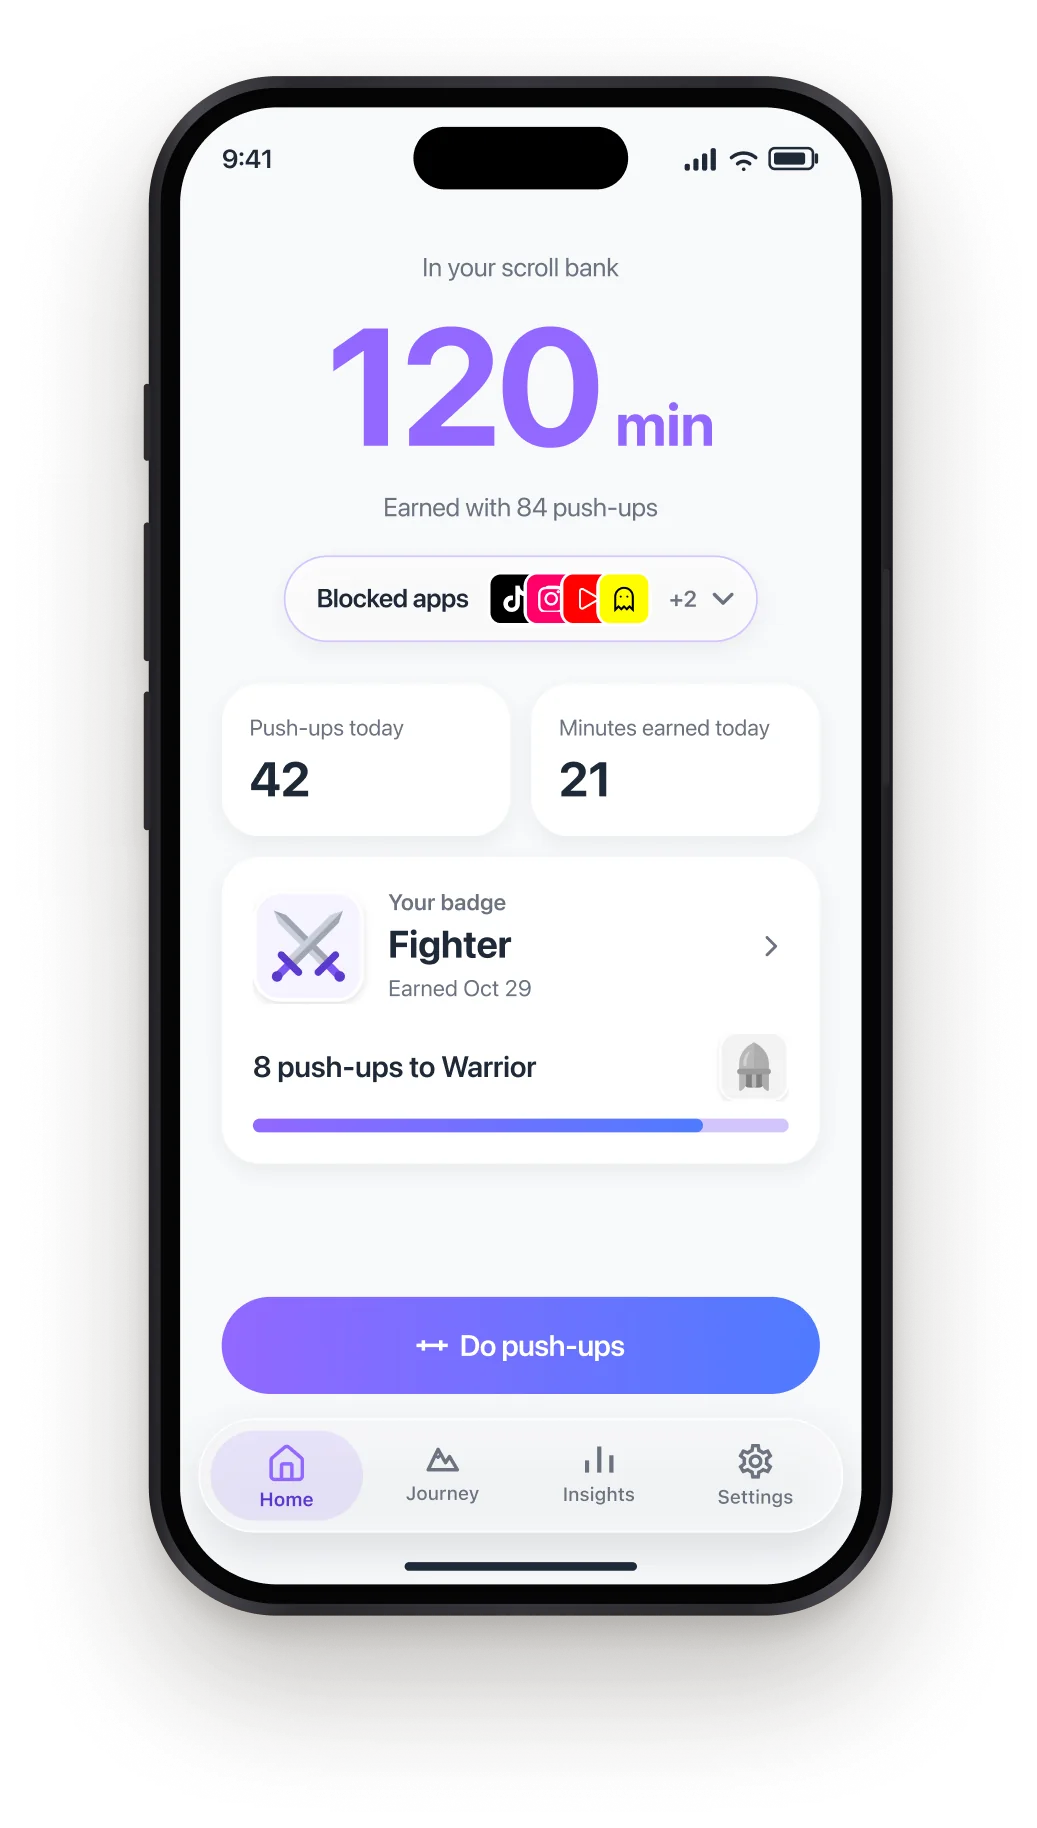 9:41
In your scroll bank
120 min
Earned with 84 push-ups
Blocked apps +2
Push-ups today
42
Minutes earned today
21
Your badge
Fighter
Earned Oct 29
8 push-ups to Warrior
Do push-ups
Home
Journey
Insights
Settings